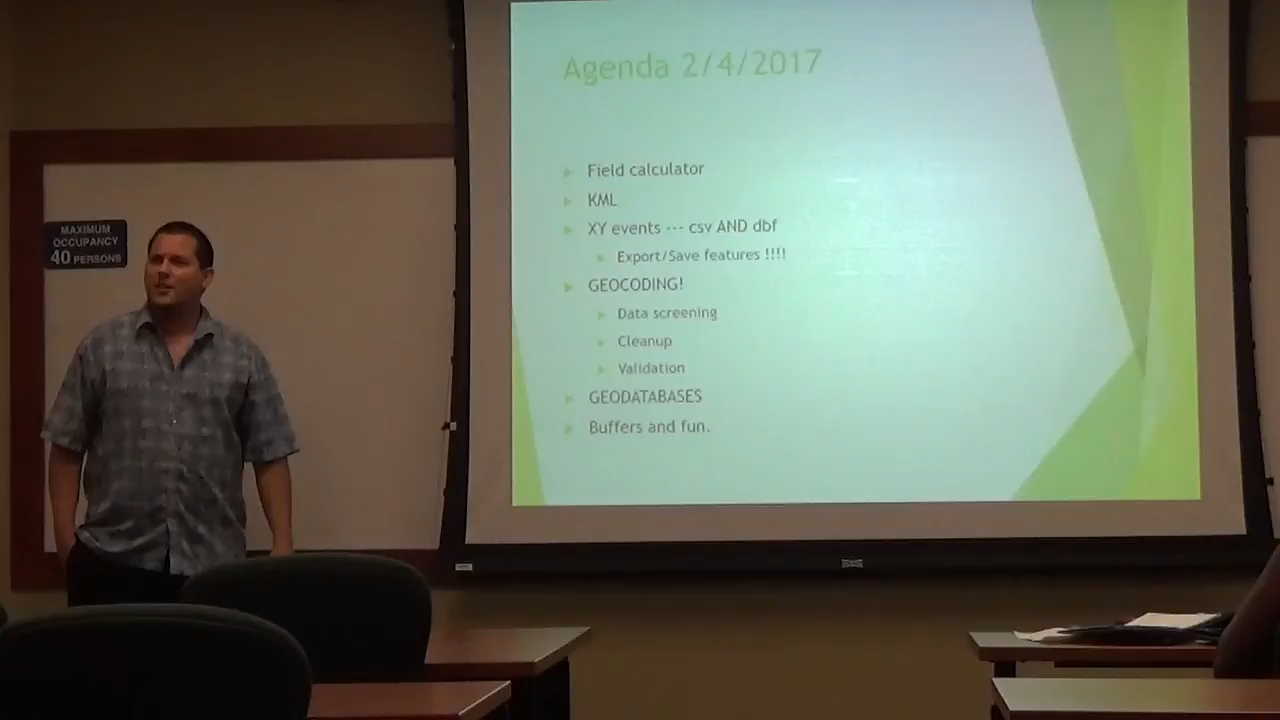 MAXIMUM
OCCUPANCY
40 PERSONS
Agenda 2/4/2017
Field calculator
KML
XY events --- csv AND dbf
Export/Save features !!!!
GEOCODING!
Data screening
Cleanup
Validation
GEODATABASES
Buffers and fun.